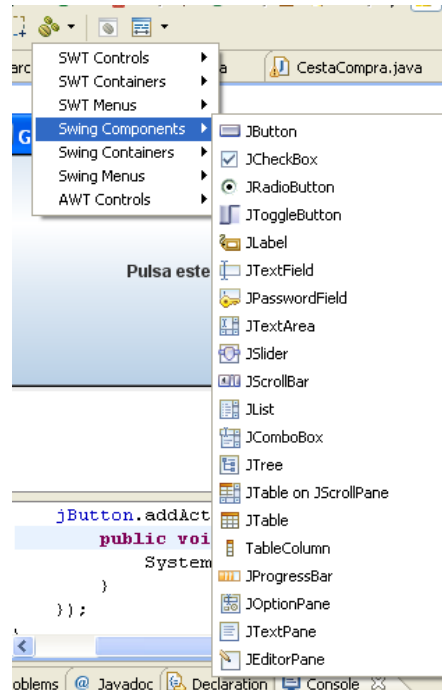 SWT Controls
SWT Containers
SWT Menus
Swing Components
Swing Containers
Swing Menus
AWT Controls
arc
a
CestaCompra.java
G
Pulsa este
JButton
JCheckBox
JRadioButton
JToggleButton
JLabel
JTextField
JPasswordField
JTextArea
JSlider
JScrollBar
JList
JComboBox
JTree
JTable on JScrollPane
JTable
TableColumn
JProgressBar
JOptionPane
JTextPane
JEditorPane
jButton.addAct
public voi
System
}
});
oblems @ Javadoc Declaration Console